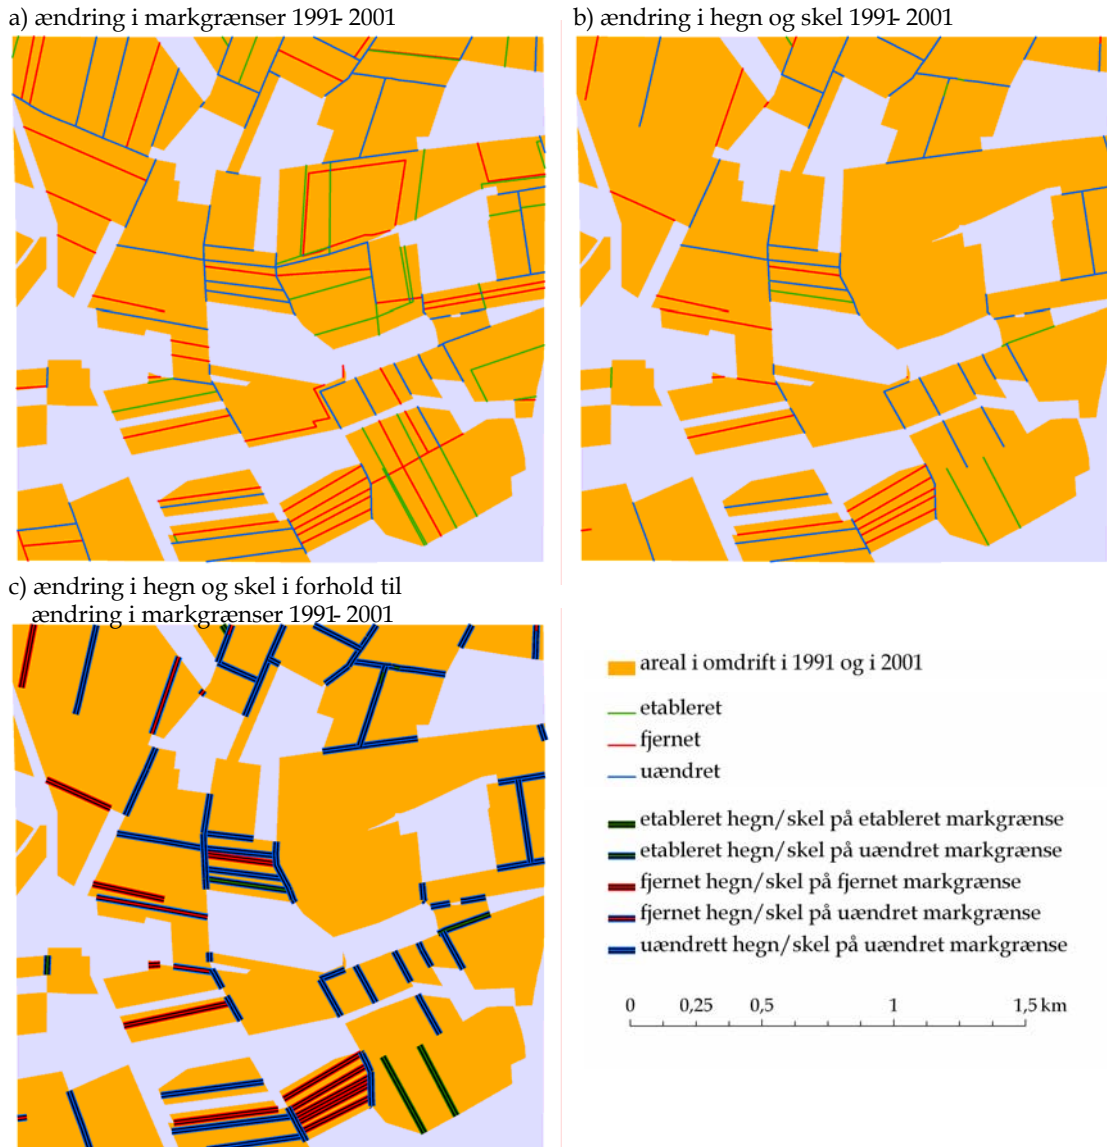 a) ændring i markgrænser 1991- 2001
b) ændring i hegn og skel 1991- 2001
c) ændring i hegn og skel i forhold til
ændring i markgrænser 1991- 2001
areal i omdrift i 1991 og i 2001
etableret
fjernet
uændret
etableret hegn/skel på etableret markgrænse
etableret hegn/skel på uændret markgrænse
fjernet hegn/skel på fjernet markgrænse
fjernet hegn/skel på uændret markgrænse
uændrett hegn/skel på uændret markgrænse
0 0,25 0,5 1 1,5 km